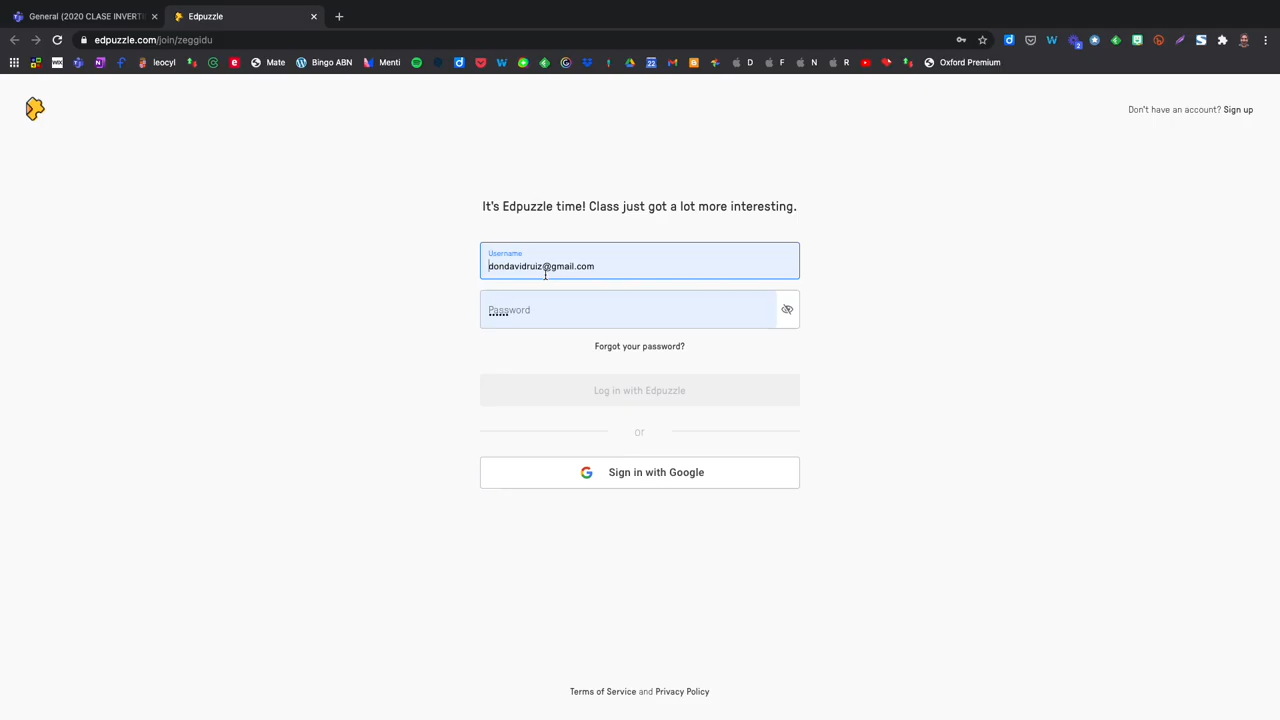 General (2020 CLASE INVERT
Edpuzzle
edpuzzle.com/join/zeggidu
leocyl
Mate
Bingo ABN
Menti
D
F
N
R
Oxford Premium
Don't have an account? Sign up
It's Edpuzzle time! Class just got a lot more interesting.
Username
dondavidruiz@gmail.com
Password
Forgot your password?
Log in with Edpuzzle
or
Sign in with Google
Terms of Service and Privacy Policy